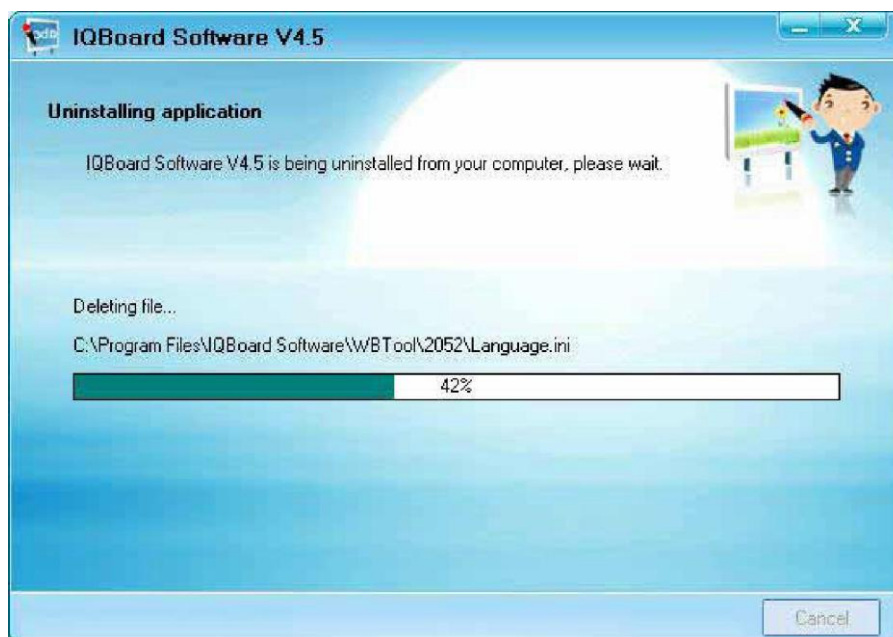 IQBoard Software V4.5
Uninstalling application
IQBoard Software V4.5 is being uninstalled from your computer, please wait.
Deleting file...
C:\Program Files\IQBoard Software\WBTool\2052\Language.ini
42%
Cancel